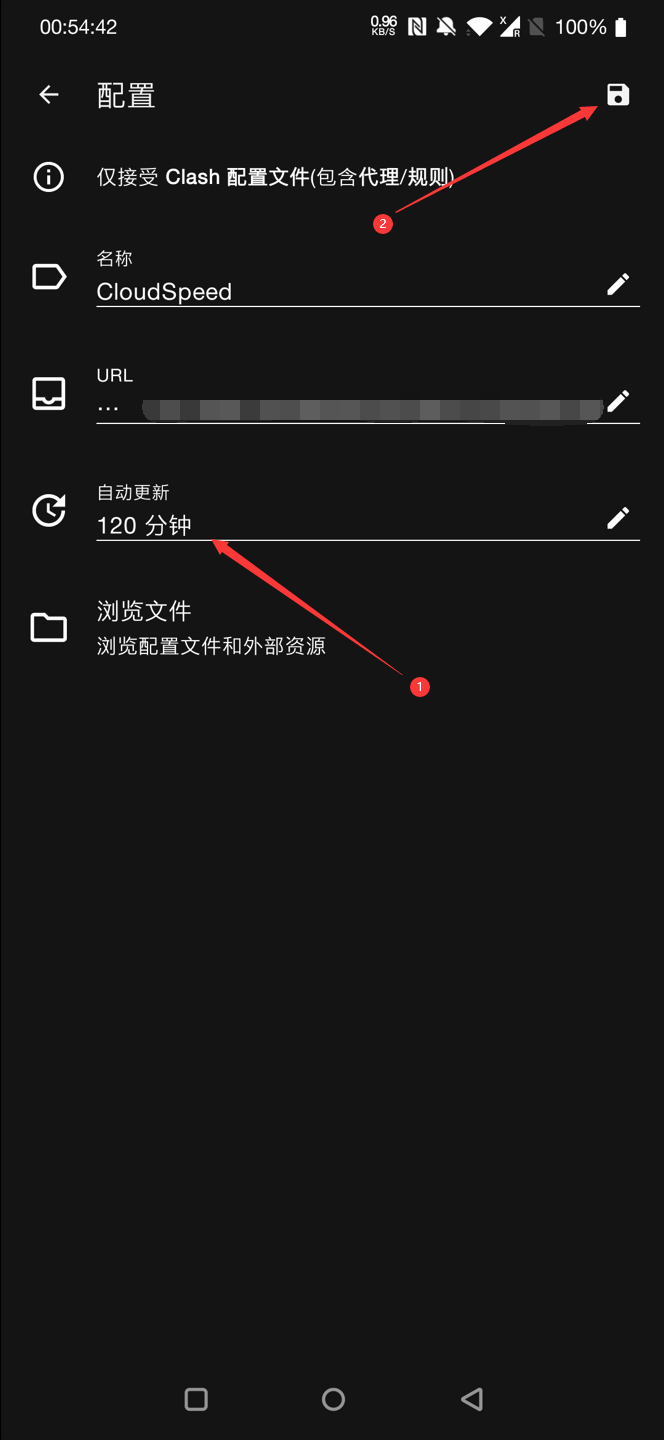 00:54:42 0.96 KB/S X R 100%
配置
仅接受 Clash 配置文件(包含代理/规则)
2
名称
CloudSpeed
URL
...
自动更新
120 分钟
浏览文件
浏览配置文件和外部资源
1